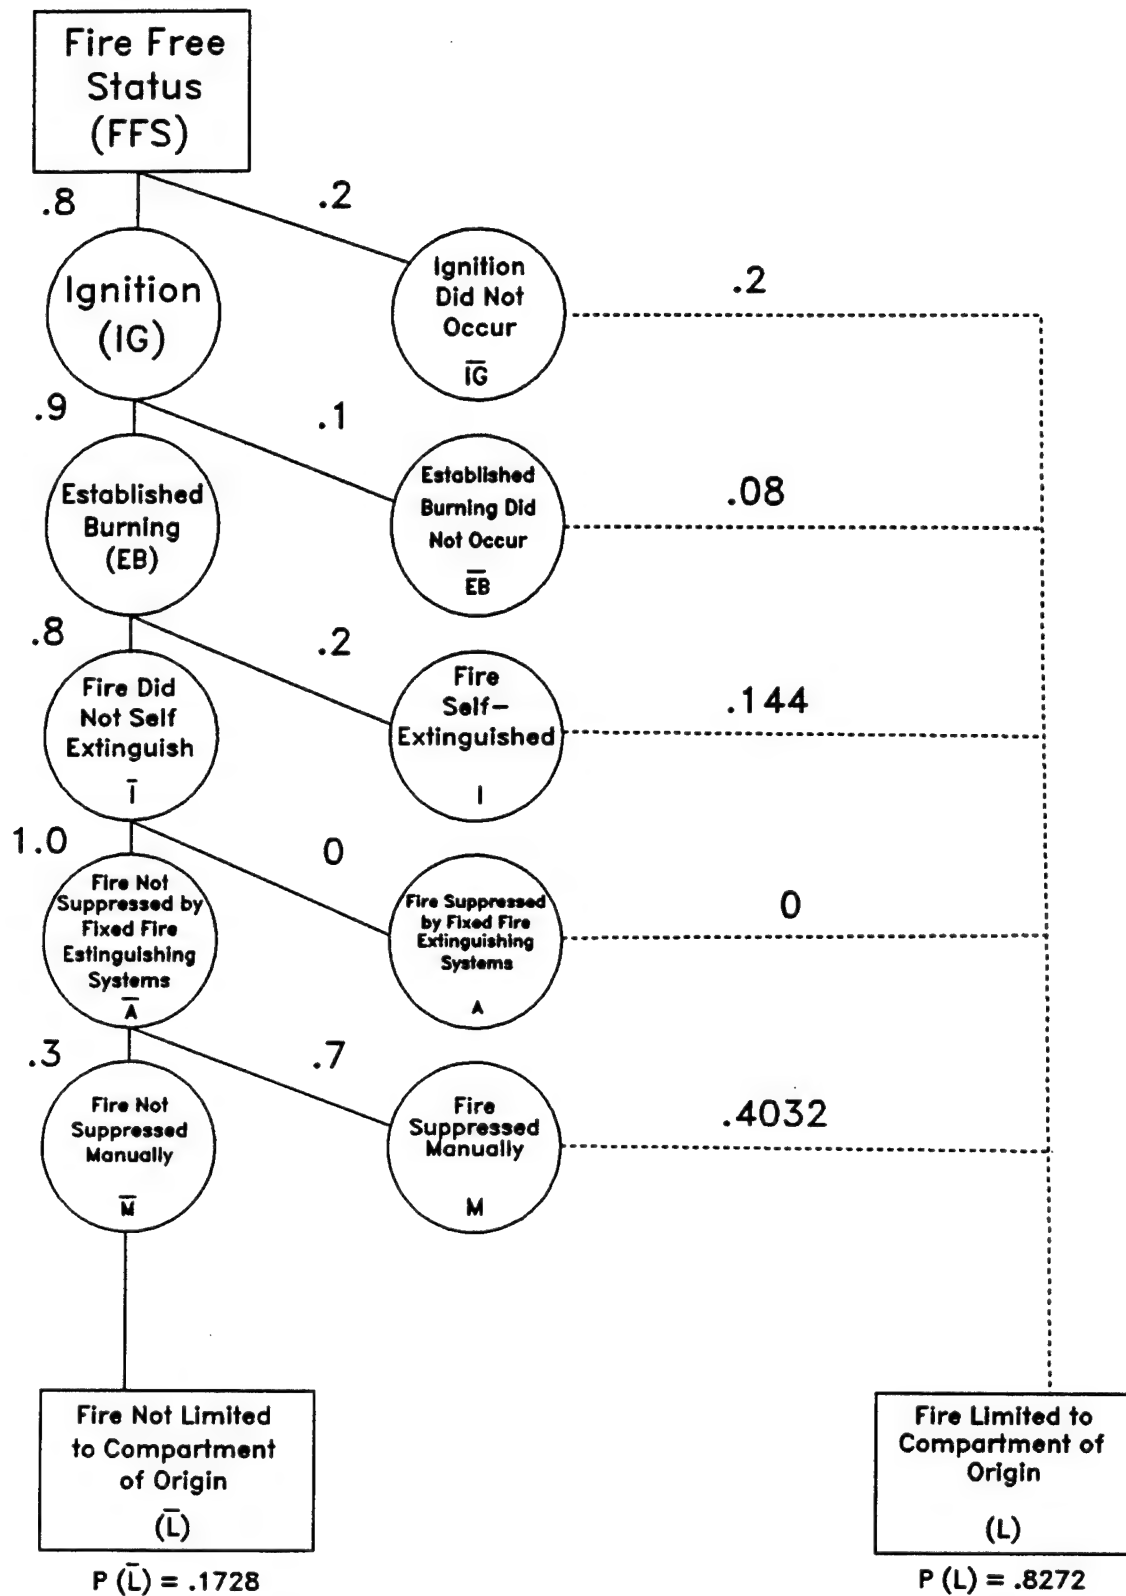 Fire Free
Status
(FFS)
.8
.2
Ignition
(IG)
Ignition
Did Not
Occur
I̅G̅
.2
.9
.1
Established
Burning
(EB)
Established
Burning Did
Not Occur
E̅B̅
.08
.8
.2
Fire Did
Not Self
Extinguish
I̅
Fire
Self-
Extinguished
I
.144
1.0
0
Fire Not
Suppressed by
Fixed Fire
Estinguishing
Systems
A̅
Fire Suppressed
by Fixed Fire
Extinguishing
Systems
A
0
.3
.7
Fire Not
Suppressed
Manually
M̅
Fire
Suppressed
Manually
M
.4032
Fire Not Limited
to Compartment
of Origin
(L̅)
P (L̅) = .1728
Fire Limited to
Compartment of
Origin
(L)
P (L) = .8272